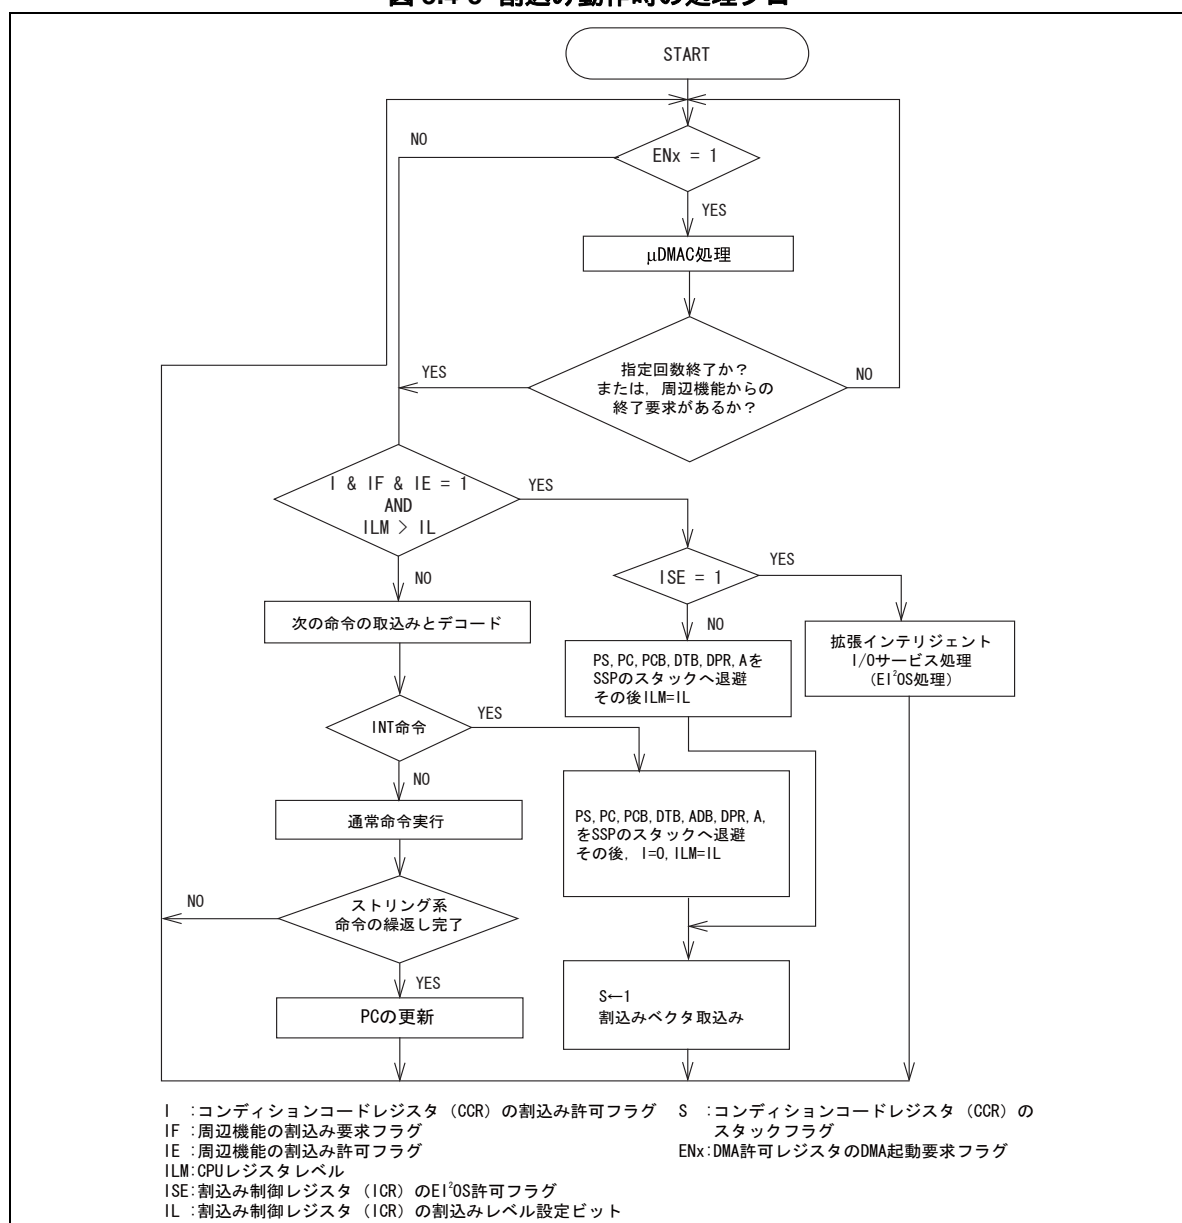 START
ENx = 1
NO
YES
μDMAC処理
指定回数終了か？
または，周辺機能からの
終了要求があるか？
YES
NO
I & IF & IE = 1
AND
ILM > IL
YES
NO
ISE = 1
YES
NO
次の命令の取込みとデコード
PS, PC, PCB, DTB, DPR, Aを
SSPのスタックへ退避
その後ILM=IL
拡張インテリジェント
I/Oサービス処理
（EI²OS処理）
INT命令
YES
NO
PS, PC, PCB, DTB, ADB, DPR, A,
をSSPのスタックへ退避
その後，I=0, ILM=IL
通常命令実行
ストリング系
命令の繰返し完了
NO
YES
PCの更新
S←1
割込みベクタ取込み
I :コンディションコードレジスタ（CCR）の割込み許可フラグ
IF :周辺機能の割込み要求フラグ
IE :周辺機能の割込み許可フラグ
ILM:CPUレジスタレベル
ISE:割込み制御レジスタ（ICR）のEI²OS許可フラグ
IL :割込み制御レジスタ（ICR）の割込みレベル設定ビット
S :コンディションコードレジスタ（CCR）の
スタックフラグ
ENx:DMA許可レジスタのDMA起動要求フラグ